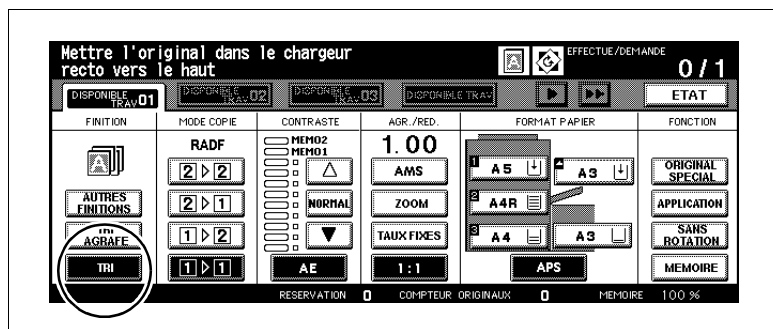 Mettre l'original dans le chargeur
recto vers le haut
EFFECTUE/DEMANDE
0/1
DISPONIBLE
TRAV 01
DISPONIBLE
TRAV 02
DISPONIBLE
TRAV 03
DISPONIBLE TRAV
ETAT
FINITION
MODE COPIE
CONTRASTE
AGR./RED.
FORMAT PAPIER
FONCTION
AUTRES
FINITIONS
TRI
AGRAFE
TRI
RADF
2 2
2 1
1 2
1 1
MEMO2
MEMO1
NORMAL
AE
1.00
AMS
ZOOM
TAUX FIXES
1:1
1 A5
A3
2 A4R
3 A4
A3
APS
ORIGINAL
SPECIAL
APPLICATION
SANS
ROTATION
MEMOIRE
RESERVATION 0 COMPTEUR ORIGINAUX 0 MEMOIRE 100 %